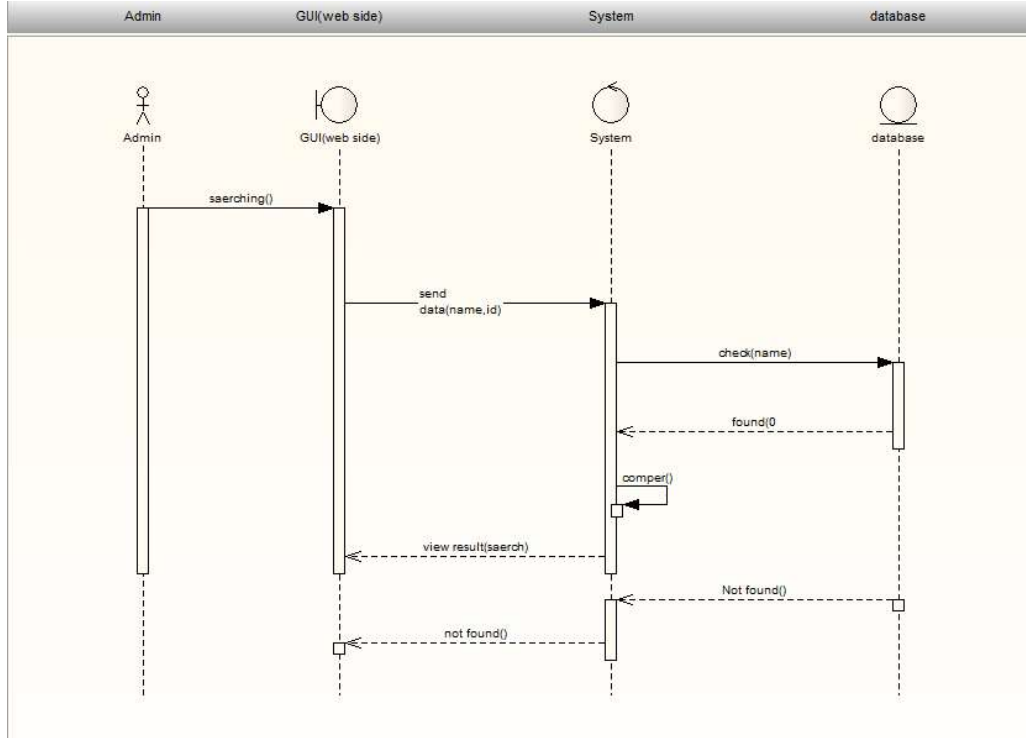 Admin
GUI(web side)
System
database
Admin
GUI(web side)
System
database
saerching()
send
data(name,id)
check(name)
found(0
comper()
view result(saerch)
Not found()
not found()